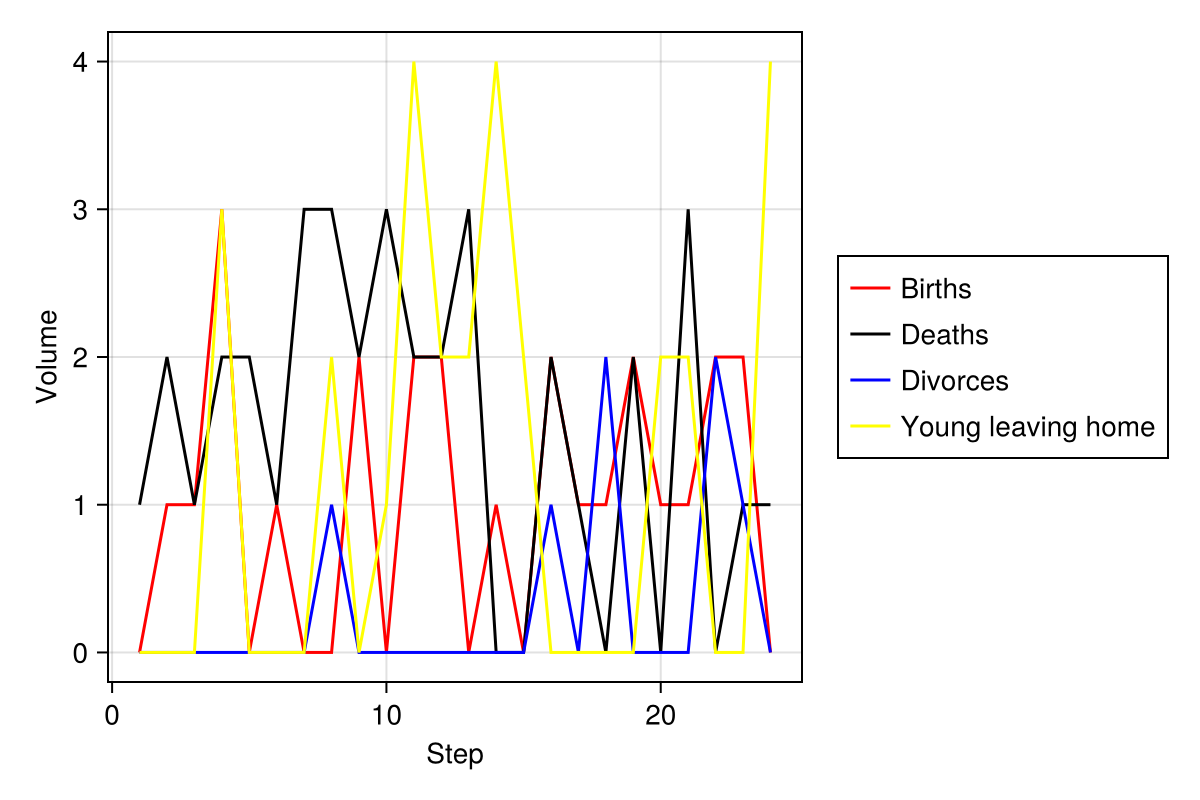 4
3
2
1
0
Volume
0 10 20
Step
Births
Deaths
Divorces
Young leaving home